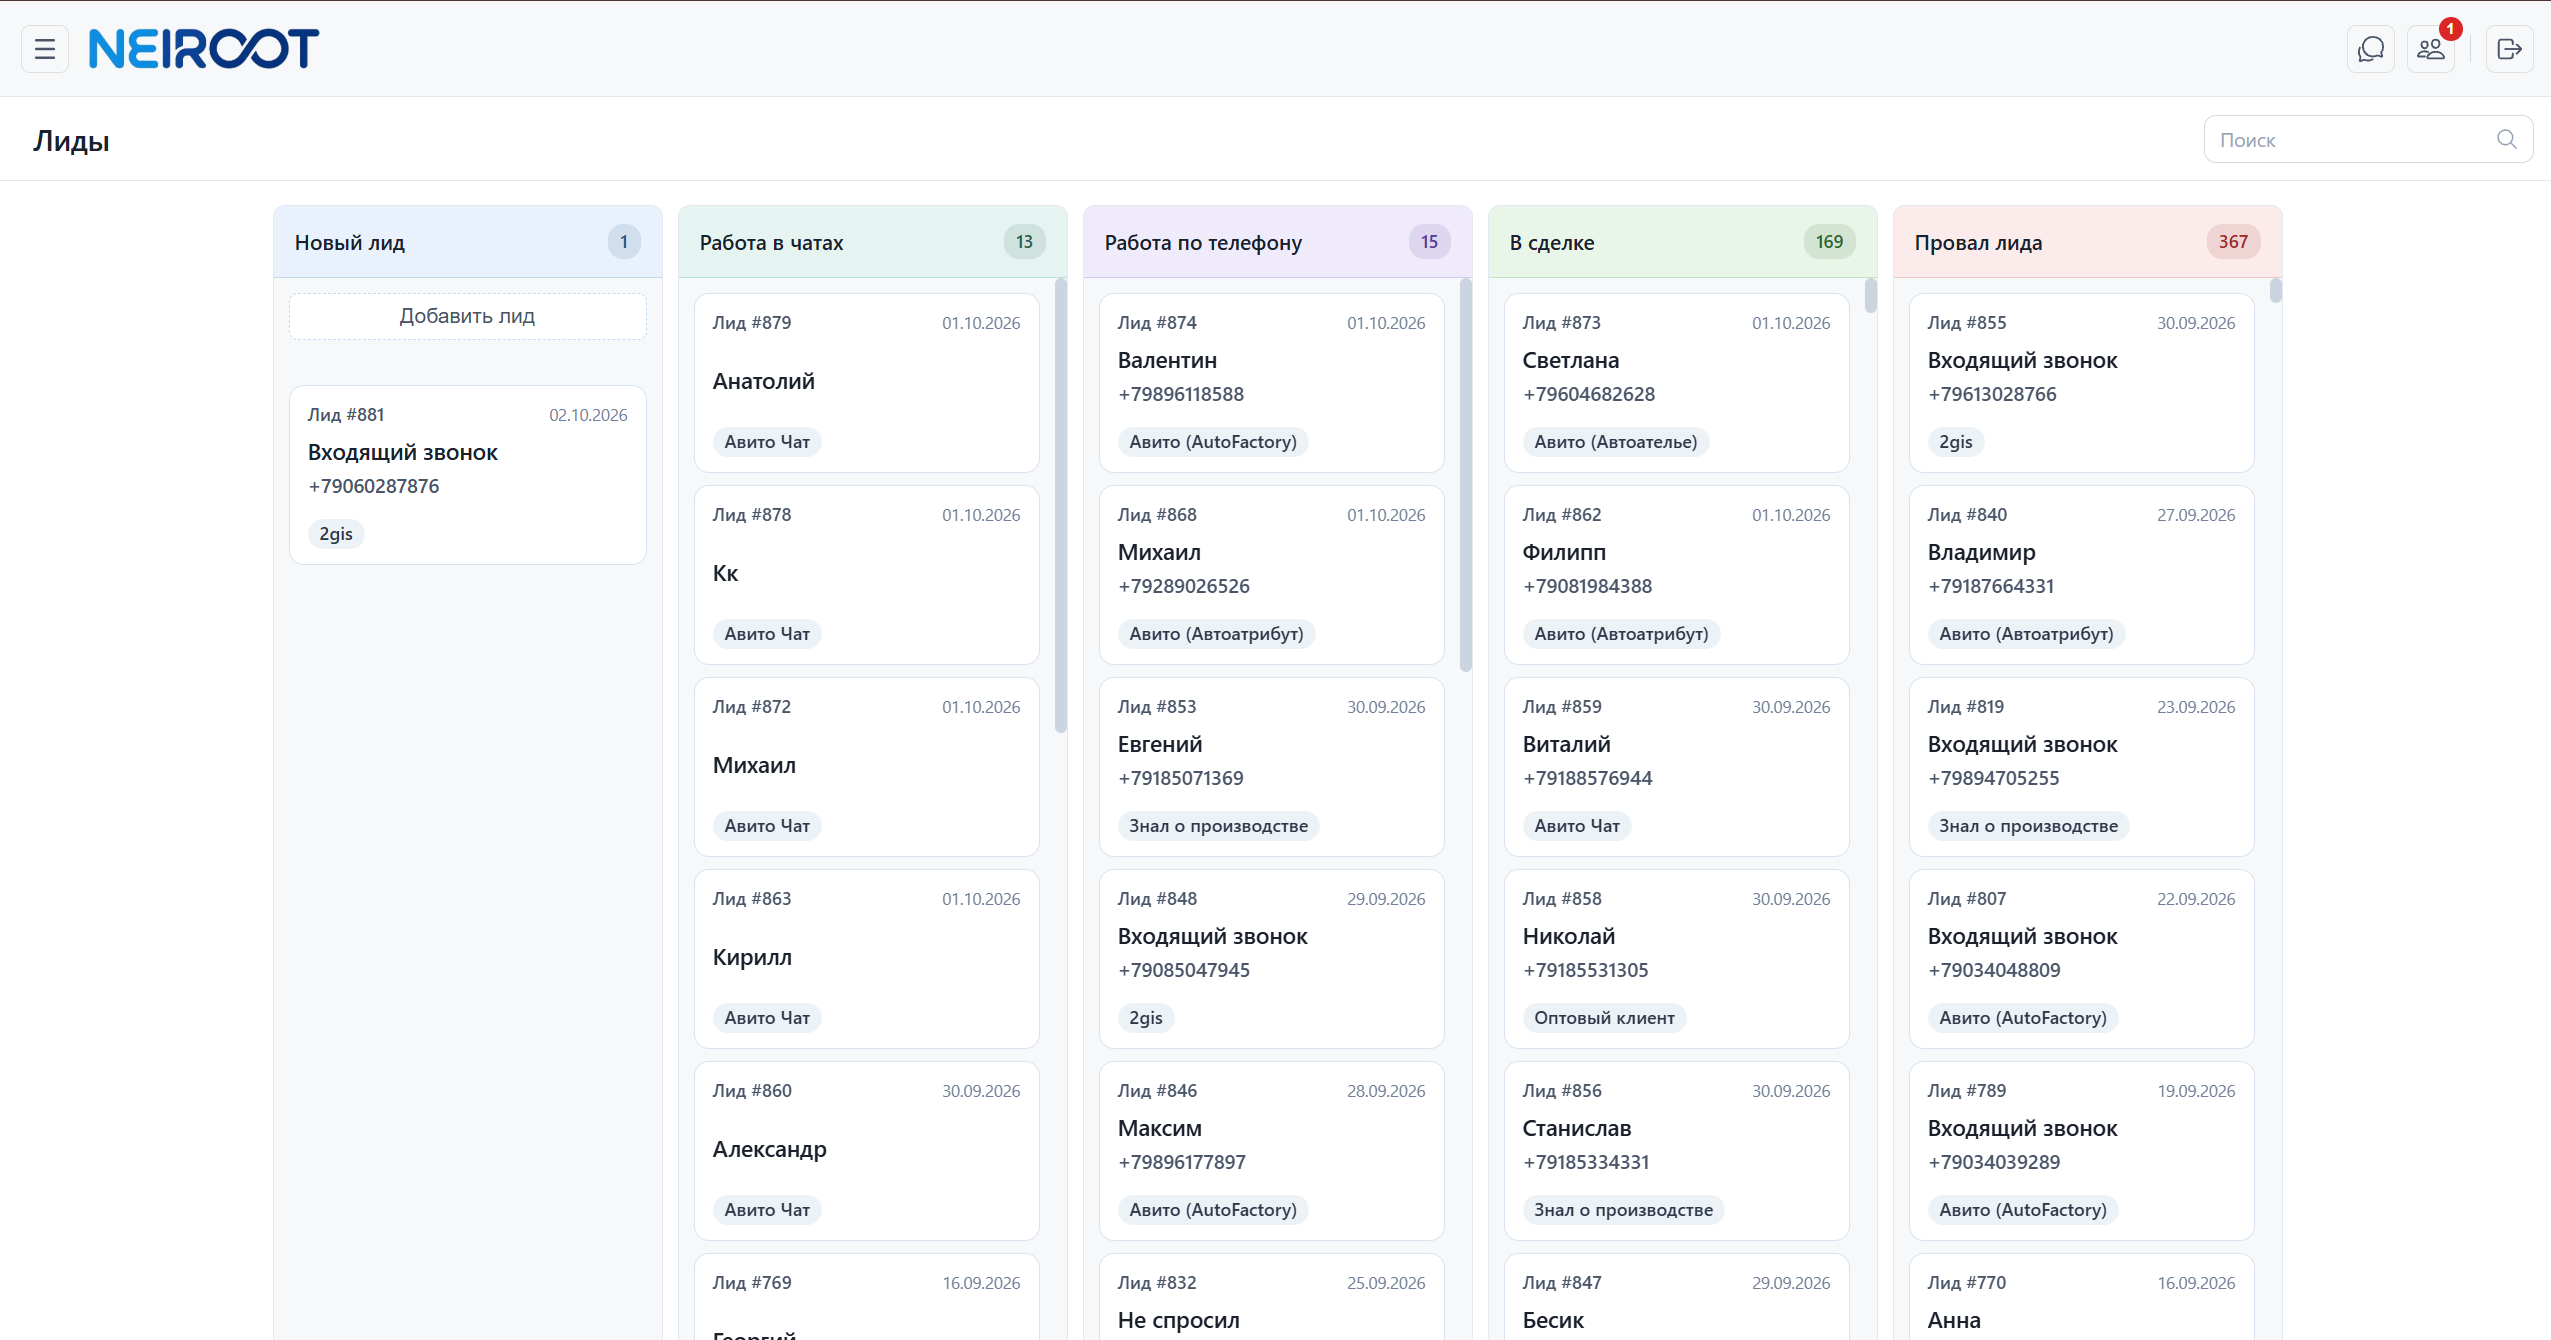 NEIROOT
1
Лиды
Поиск
Новый лид 1
Добавить лид
Лид #881 02.10.2026
Входящий звонок
+79060287876
2gis
Работа в чатах 13
Лид #879 01.10.2026
Анатолий
Авито Чат
Лид #878 01.10.2026
Кк
Авито Чат
Лид #872 01.10.2026
Михаил
Авито Чат
Лид #863 01.10.2026
Кирилл
Авито Чат
Лид #860 30.09.2026
Александр
Авито Чат
Лид #769 16.09.2026
Георгий
Работа по телефону 15
Лид #874 01.10.2026
Валентин
+79896118588
Авито (AutoFactory)
Лид #868 01.10.2026
Михаил
+79289026526
Авито (Автоатрибут)
Лид #853 30.09.2026
Евгений
+79185071369
Знал о производстве
Лид #848 29.09.2026
Входящий звонок
+79085047945
2gis
Лид #846 28.09.2026
Максим
+79896177897
Авито (AutoFactory)
Лид #832 25.09.2026
Не спросил
В сделке 169
Лид #873 01.10.2026
Светлана
+79604682628
Авито (Автоателье)
Лид #862 01.10.2026
Филипп
+79081984388
Авито (Автоатрибут)
Лид #859 30.09.2026
Виталий
+79188576944
Авито Чат
Лид #858 30.09.2026
Николай
+79185531305
Оптовый клиент
Лид #856 30.09.2026
Станислав
+79185334331
Знал о производстве
Лид #847 29.09.2026
Бесик
Провал лида 367
Лид #855 30.09.2026
Входящий звонок
+79613028766
2gis
Лид #840 27.09.2026
Владимир
+79187664331
Авито (Автоатрибут)
Лид #819 23.09.2026
Входящий звонок
+79894705255
Знал о производстве
Лид #807 22.09.2026
Входящий звонок
+79034048809
Авито (AutoFactory)
Лид #789 19.09.2026
Входящий звонок
+79034039289
Авито (AutoFactory)
Лид #770 16.09.2026
Анна